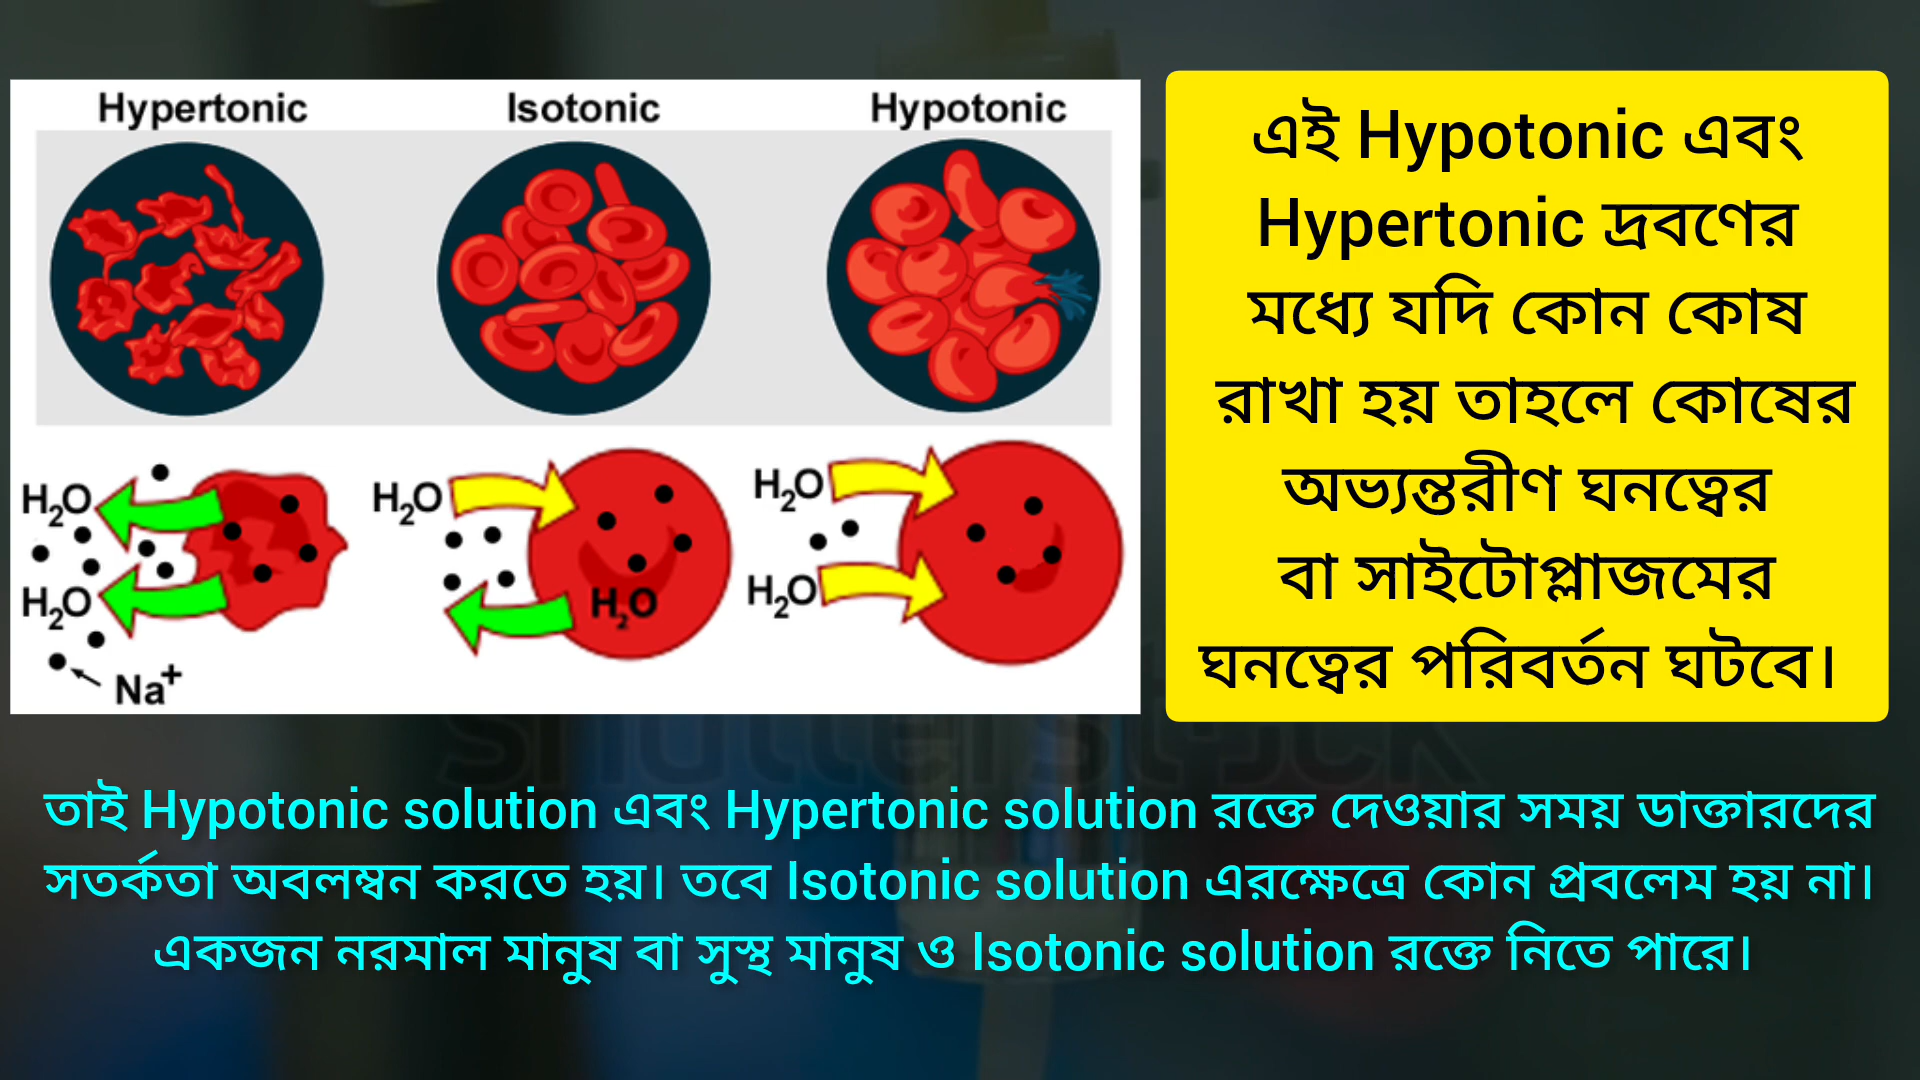 Hypertonic
Isotonic
Hypotonic
H2O
H2O
Na+
H2O
H2O
H2O
H2O
এই Hypotonic এবং
Hypertonic দ্রবণের
মধ্যে যদি কোন কোষ
রাখা হয় তাহলে কোষের
অভ্যন্তরীণ ঘনত্বের
বা সাইটোপ্লাজমের
ঘনত্বের পরিবর্তন ঘটবে।
shutterstock
তাই Hypotonic solution এবং Hypertonic solution রক্তে দেওয়ার সময় ডাক্তারদের
সতর্কতা অবলম্বন করতে হয়। তবে Isotonic solution এরক্ষেত্রে কোন প্রবলেম হয় না।
একজন নরমাল মানুষ বা সুস্থ মানুষ ও Isotonic solution রক্তে নিতে পারে।